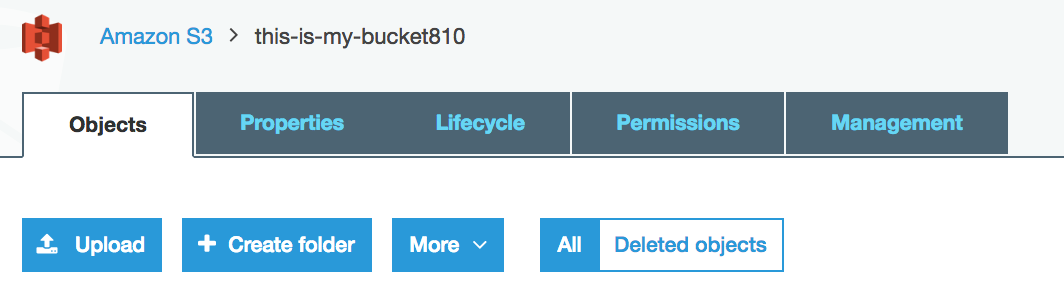 Amazon S3 > this-is-my-bucket810
Objects Properties Lifecycle Permissions Management
Upload + Create folder More All Deleted objects